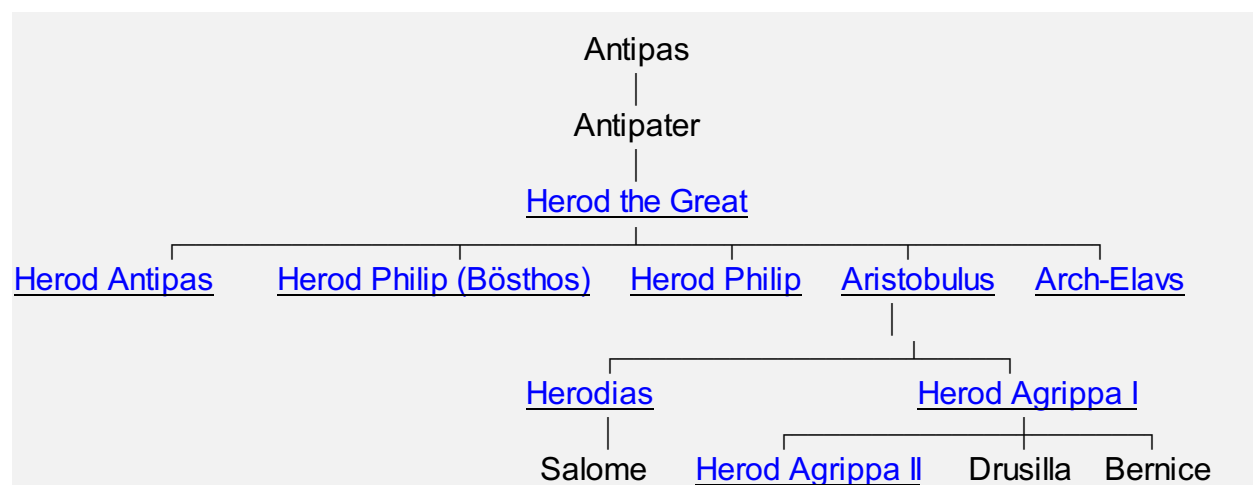 Antipas
Antipater
Herod the Great
Herod Antipas Herod Philip (Bösthos) Herod Philip Aristobulus Arch-Elavs
Herodias Herod Agrippa I
Salome Herod Agrippa II Drusilla Bernice